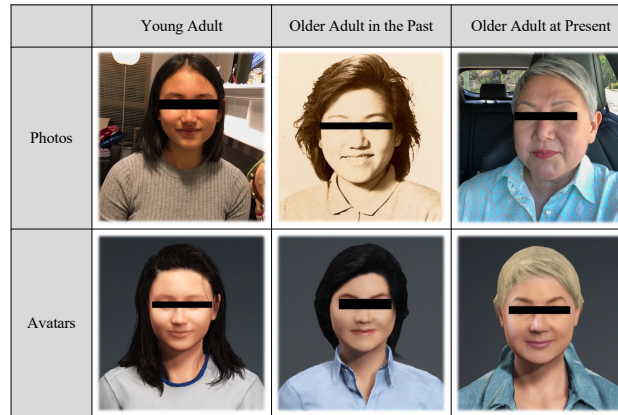 Young Adult
Older Adult in the Past
Older Adult at Present
Photos
Avatars